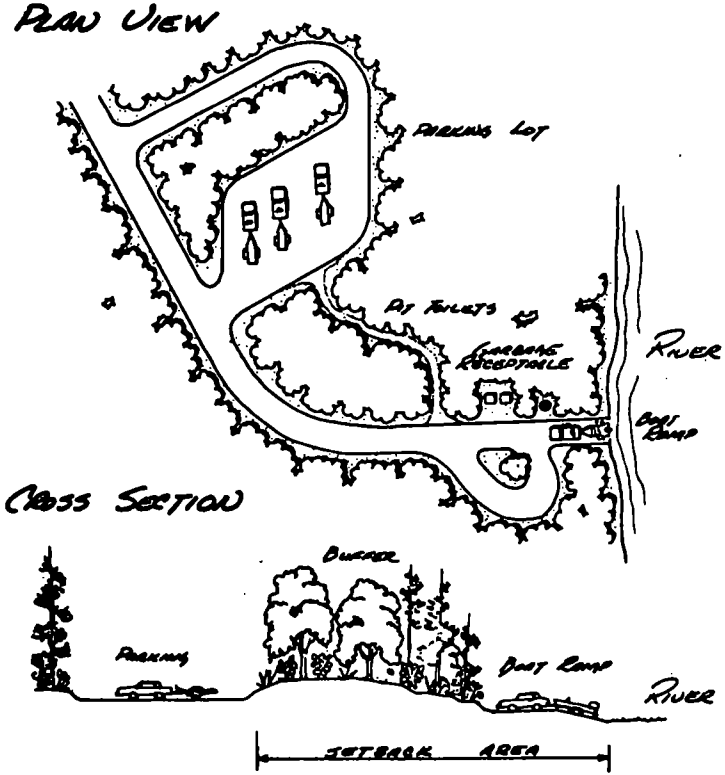 PLAN VIEW
PARKING LOT
PIT TOILETS
GARBAGE
RECEPTACLE
RIVER
BOAT
RAMP
CROSS SECTION
BUFFER
PARKING
BOAT RAMP
RIVER
SETBACK AREA